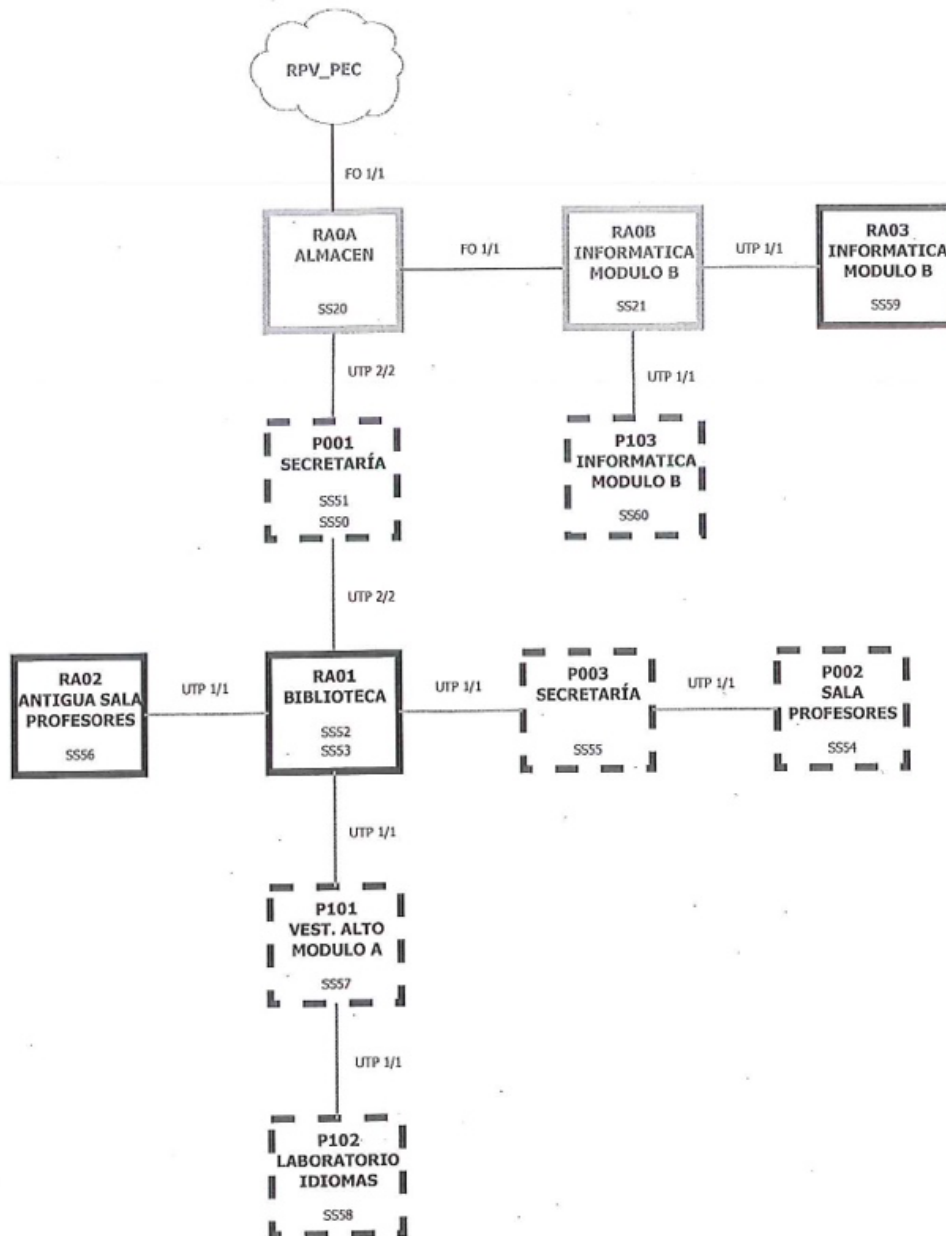 RPV_PEC
FO 1/1
RA0A
ALMACEN
SS20
FO 1/1
RA0B
INFORMATICA
MODULO B
SS21
UTP 1/1
RA03
INFORMATICA
MODULO B
SS59
UTP 2/2
UTP 1/1
P001
SECRETARÍA
SS51
SS50
P103
INFORMATICA
MODULO B
SS60
UTP 2/2
RA02
ANTIGUA SALA
PROFESORES
SS56
UTP 1/1
RA01
BIBLIOTECA
SS52
SS53
UTP 1/1
P003
SECRETARÍA
SS55
UTP 1/1
P002
SALA
PROFESORES
SS54
UTP 1/1
P101
VEST. ALTO
MODULO A
SS57
UTP 1/1
P102
LABORATORIO
IDIOMAS
SS58